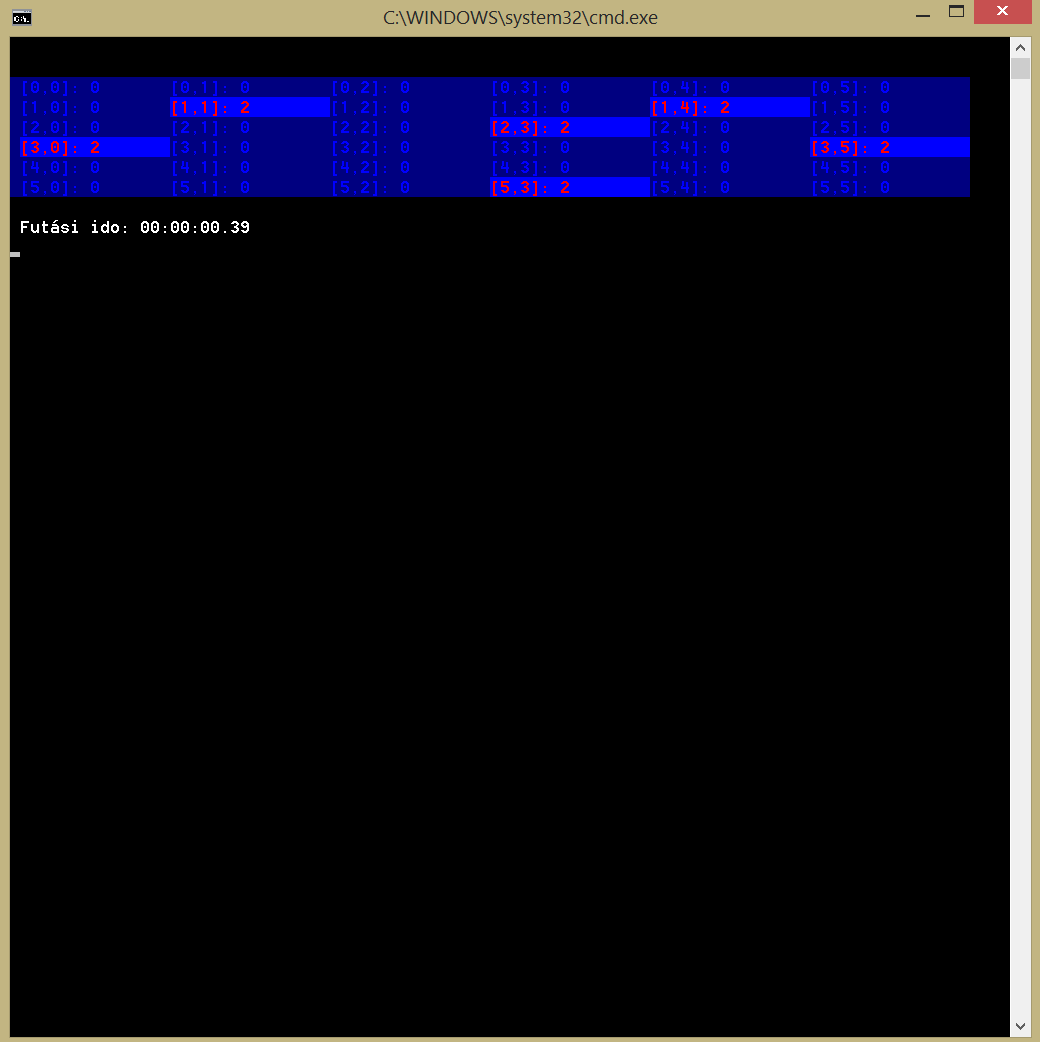 C:\WINDOWS\system32\cmd.exe
[0,0]: 0 [0,1]: 0 [0,2]: 0 [0,3]: 0 [0,4]: 0 [0,5]: 0
[1,0]: 0 [1,1]: 2 [1,2]: 0 [1,3]: 0 [1,4]: 2 [1,5]: 0
[2,0]: 0 [2,1]: 0 [2,2]: 0 [2,3]: 2 [2,4]: 0 [2,5]: 0
[3,0]: 2 [3,1]: 0 [3,2]: 0 [3,3]: 0 [3,4]: 0 [3,5]: 2
[4,0]: 0 [4,1]: 0 [4,2]: 0 [4,3]: 0 [4,4]: 0 [4,5]: 0
[5,0]: 0 [5,1]: 0 [5,2]: 0 [5,3]: 2 [5,4]: 0 [5,5]: 0
Futási ido: 00:00:00.39